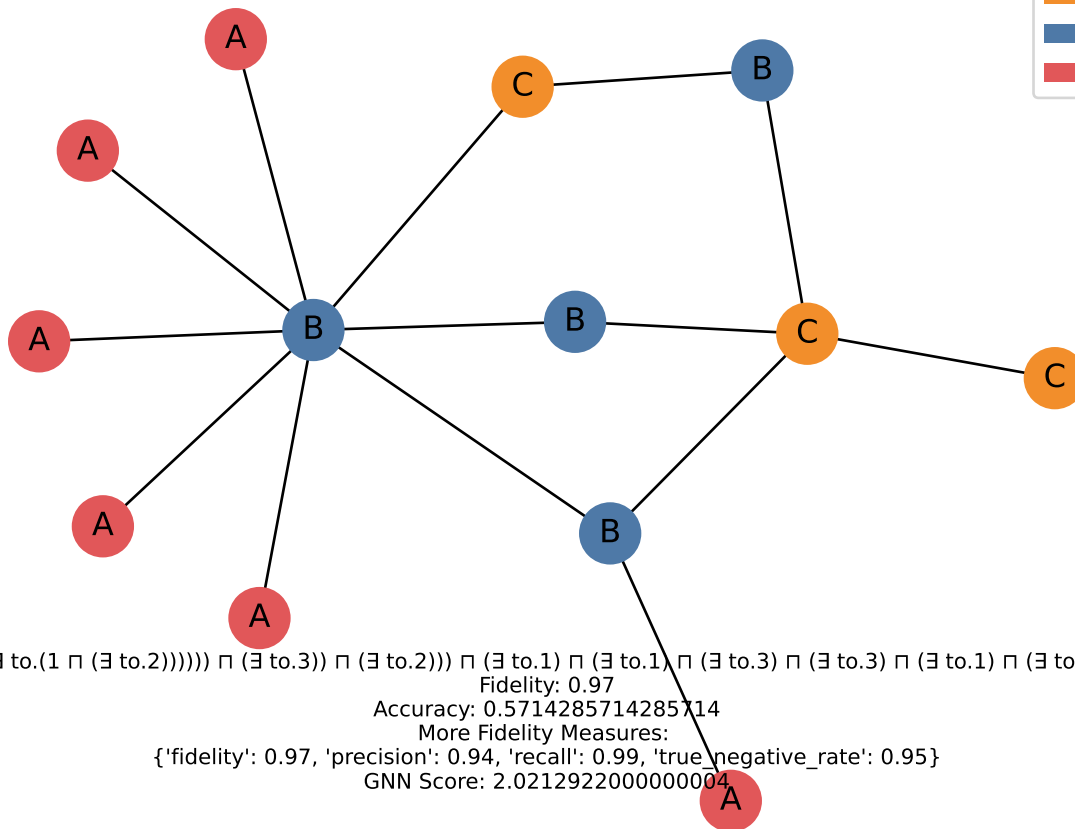 A
B
C
A
B
C
B
B
A
C
A
B
A
∃ to.(1 ⊓ (∃ to.2)))))) ⊓ (∃ to.3)) ⊓ (∃ to.2))) ⊓ (∃ to.1) ⊓ (∃ to.1) ⊓ (∃ to.3) ⊓ (∃ to.3) ⊓ (∃ to.1) ⊓ (∃ to
Fidelity: 0.97
Accuracy: 0.5714285714285714
More Fidelity Measures:
{'fidelity': 0.97, 'precision': 0.94, 'recall': 0.99, 'true_negative_rate': 0.95}
GNN Score: 2.0212922000000004
A